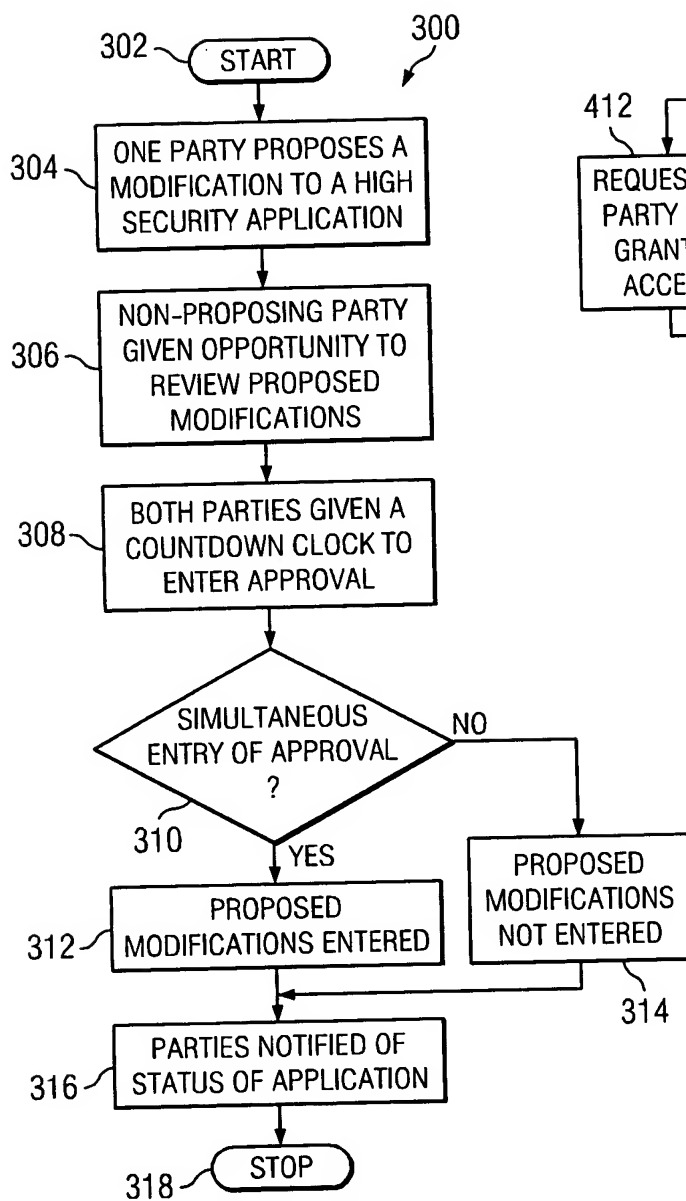 302
START
300
304
ONE PARTY PROPOSES A
MODIFICATION TO A HIGH
SECURITY APPLICATION
306
NON-PROPOSING PARTY
GIVEN OPPORTUNITY TO
REVIEW PROPOSED
MODIFICATIONS
308
BOTH PARTIES GIVEN A
COUNTDOWN CLOCK TO
ENTER APPROVAL
SIMULTANEOUS
ENTRY OF APPROVAL
?
310
NO
YES
312
PROPOSED
MODIFICATIONS ENTERED
PROPOSED
MODIFICATIONS
NOT ENTERED
314
316
PARTIES NOTIFIED OF
STATUS OF APPLICATION
318
STOP
412
REQUES
PARTY
GRANT
ACCE